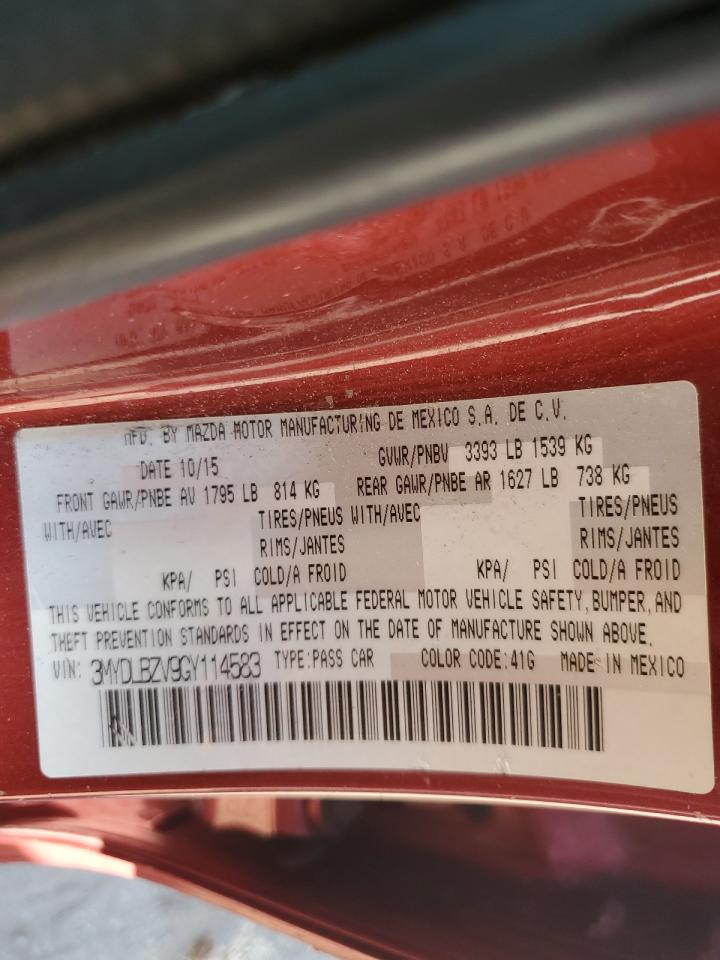 MFD. BY MAZDA MOTOR MANUFACTURING DE MEXICO S.A. DE C.V.
DATE 10/15 GVWR/PNBV 3393 LB 1539 KG
FRONT GAWR/PNBE AV 1795 LB 814 KG REAR GAWR/PNBE AR 1627 LB 738 KG
WITH/AVEC TIRES/PNEUS WITH/AVEC TIRES/PNEUS
RIMS/JANTES RIMS/JANTES
KPA/ PSI COLD/A FROID KPA/ PSI COLD/A FROID
THIS VEHICLE CONFORMS TO ALL APPLICABLE FEDERAL MOTOR VEHICLE SAFETY, BUMPER, AND
THEFT PREVENTION STANDARDS IN EFFECT ON THE DATE OF MANUFACTURE SHOWN ABOVE.
VIN: 3MYDLBZV9GY114583 TYPE:PASS CAR COLOR CODE:41G MADE IN MEXICO